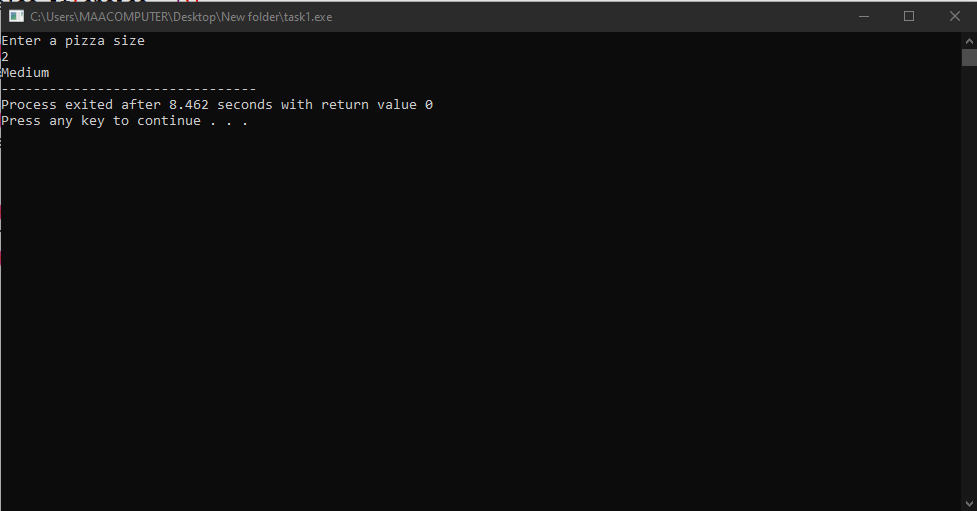 C:\Users\MAACOMPUTER\Desktop\New folder\task1.exe
Enter a pizza size
2
Medium
--------------------------------
Process exited after 8.462 seconds with return value 0
Press any key to continue . . .